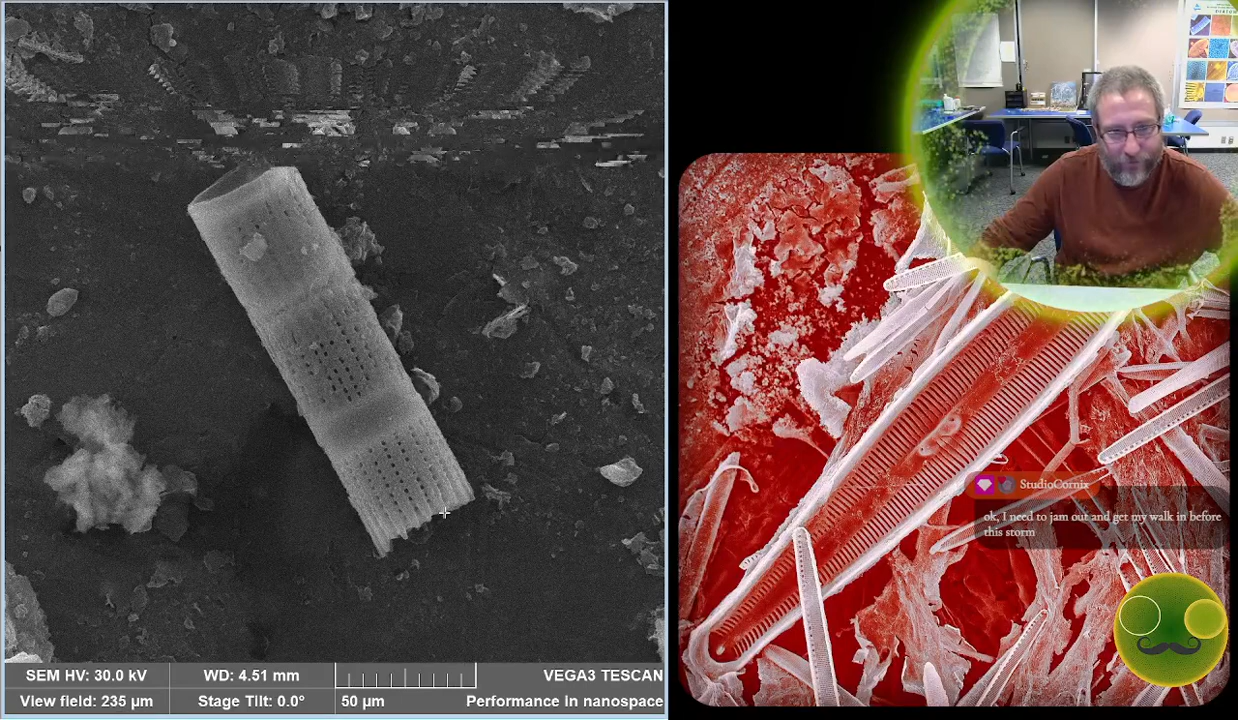 SEM HV: 30.0 kV
WD: 4.51 mm
VEGA3 TESCAN
View field: 235 µm
Stage Tilt: 0.0°
50 µm
Performance in nanospace
StudioCornix
ok, I need to jam out and get my walk in before
this storm